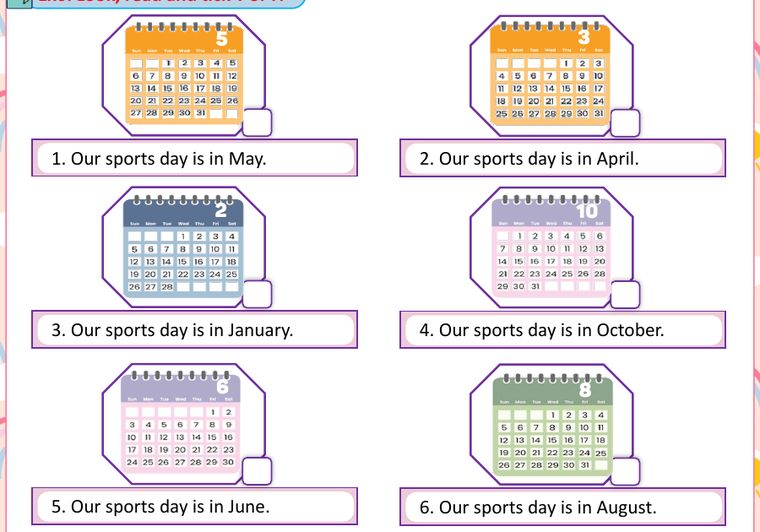 Look, read and tick
5
Sun Mon Tue Wed Thu Fri Sat
1 2 3 4 5
6 7 8 9 10 11 12
13 14 15 16 17 18 19
20 21 22 23 24 25 26
27 28 29 30 31
1. Our sports day is in May.
3
Sun Mon Tue Wed Thu Fri Sat
1 2 3
4 5 6 7 8 9 10
11 12 13 14 15 16 17
18 19 20 21 22 23 24
25 26 27 28 29 30 31
2. Our sports day is in April.
2
Sun Mon Tue Wed Thu Fri Sat
1 2 3 4
5 6 7 8 9 10 11
12 13 14 15 16 17 18
19 20 21 22 23 24 25
26 27 28
3. Our sports day is in January.
10
Sun Mon Tue Wed Thu Fri Sat
1 2 3 4 5 6
7 8 9 10 11 12 13
14 15 16 17 18 19 20
21 22 23 24 25 26 28
29 30 31
4. Our sports day is in October.
6
Sun Mon Tue Wed Thu Fri Sat
1 2
3 4 5 6 7 8 9
10 11 12 13 14 15 16
17 18 19 20 21 22 23
24 25 26 27 28 29 30
5. Our sports day is in June.
8
Sun Mon Tue Wed Thu Fri Sat
1 2 3 4
5 6 7 8 9 10 11
12 13 14 15 16 17 18
19 20 21 22 23 24 25
26 27 28 29 30 31
6. Our sports day is in August.